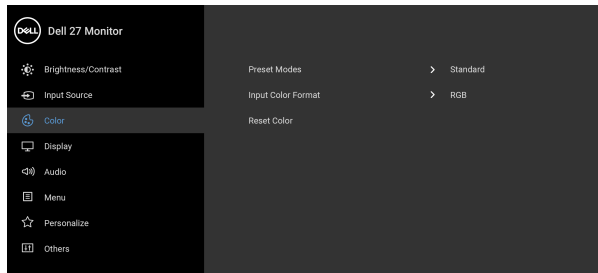 DELL Dell 27 Monitor
Brightness/Contrast
Preset Modes Standard
Input Source
Input Color Format RGB
Color
Reset Color
Display
Audio
Menu
Personalize
Others